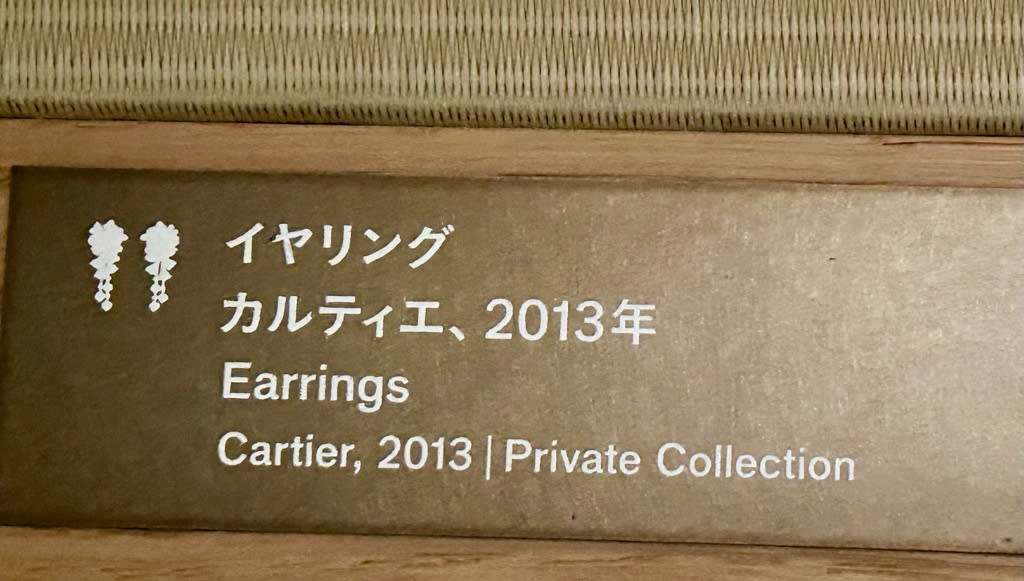 イヤリング
カルティエ、2013年
Earrings
Cartier, 2013 | Private Collection